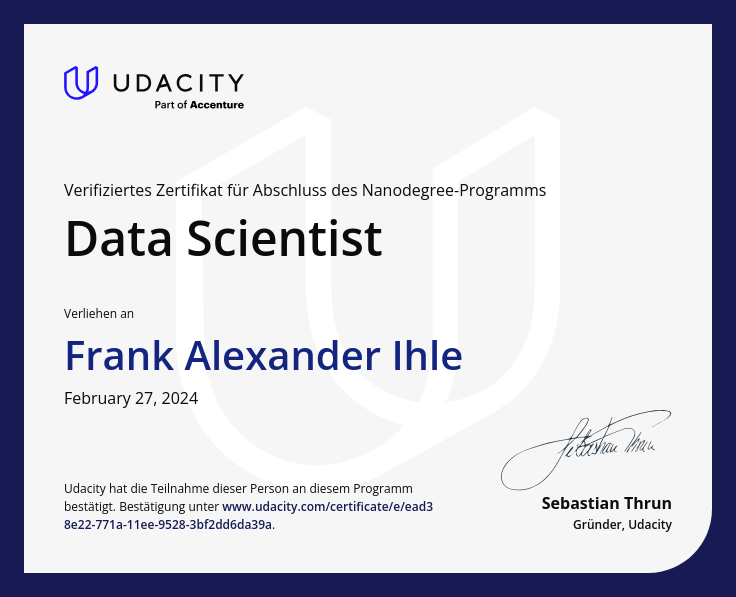 UDACITY
Part of Accenture
Verifiziertes Zertifikat für Abschluss des Nanodegree-Programms
Data Scientist
Verliehen an
Frank Alexander Ihle
February 27, 2024
Udacity hat die Teilnahme dieser Person an diesem Programm
bestätigt. Bestätigung unter www.udacity.com/certificate/e/ead3
8e22-771a-11ee-9528-3bf2dd6da39a.
Sebastian Thrun
Sebastian Thrun
Gründer, Udacity